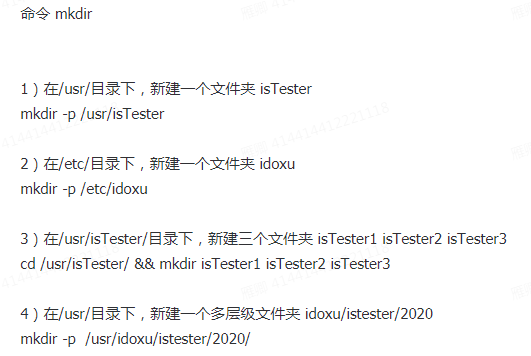 命令 mkdir
1）在/usr/目录下，新建一个文件夹 isTester
mkdir -p /usr/isTester
2）在/etc/目录下，新建一个文件夹 idoxu
mkdir -p /etc/idoxu
3）在/usr/isTester/目录下，新建三个文件夹 isTester1 isTester2 isTester3
cd /usr/isTester/ && mkdir isTester1 isTester2 isTester3
4）在/usr/目录下，新建一个多层级文件夹 idoxu/istester/2020
mkdir -p  /usr/idoxu/istester/2020/